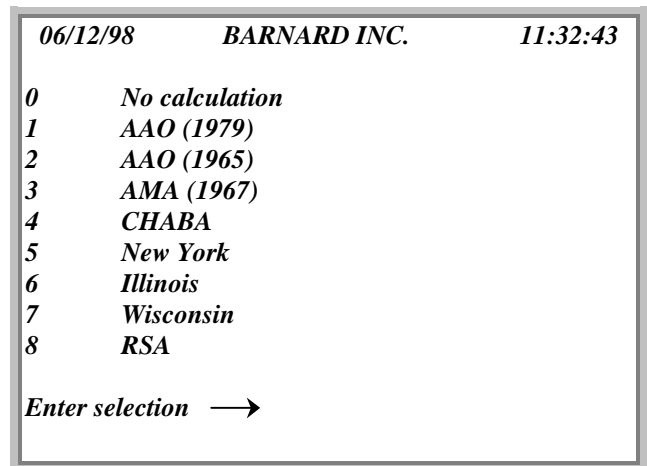 06/12/98 BARNARD INC. 11:32:43
0 No calculation
1 AAO (1979)
2 AAO (1965)
3 AMA (1967)
4 CHABA
5 New York
6 Illinois
7 Wisconsin
8 RSA
Enter selection →